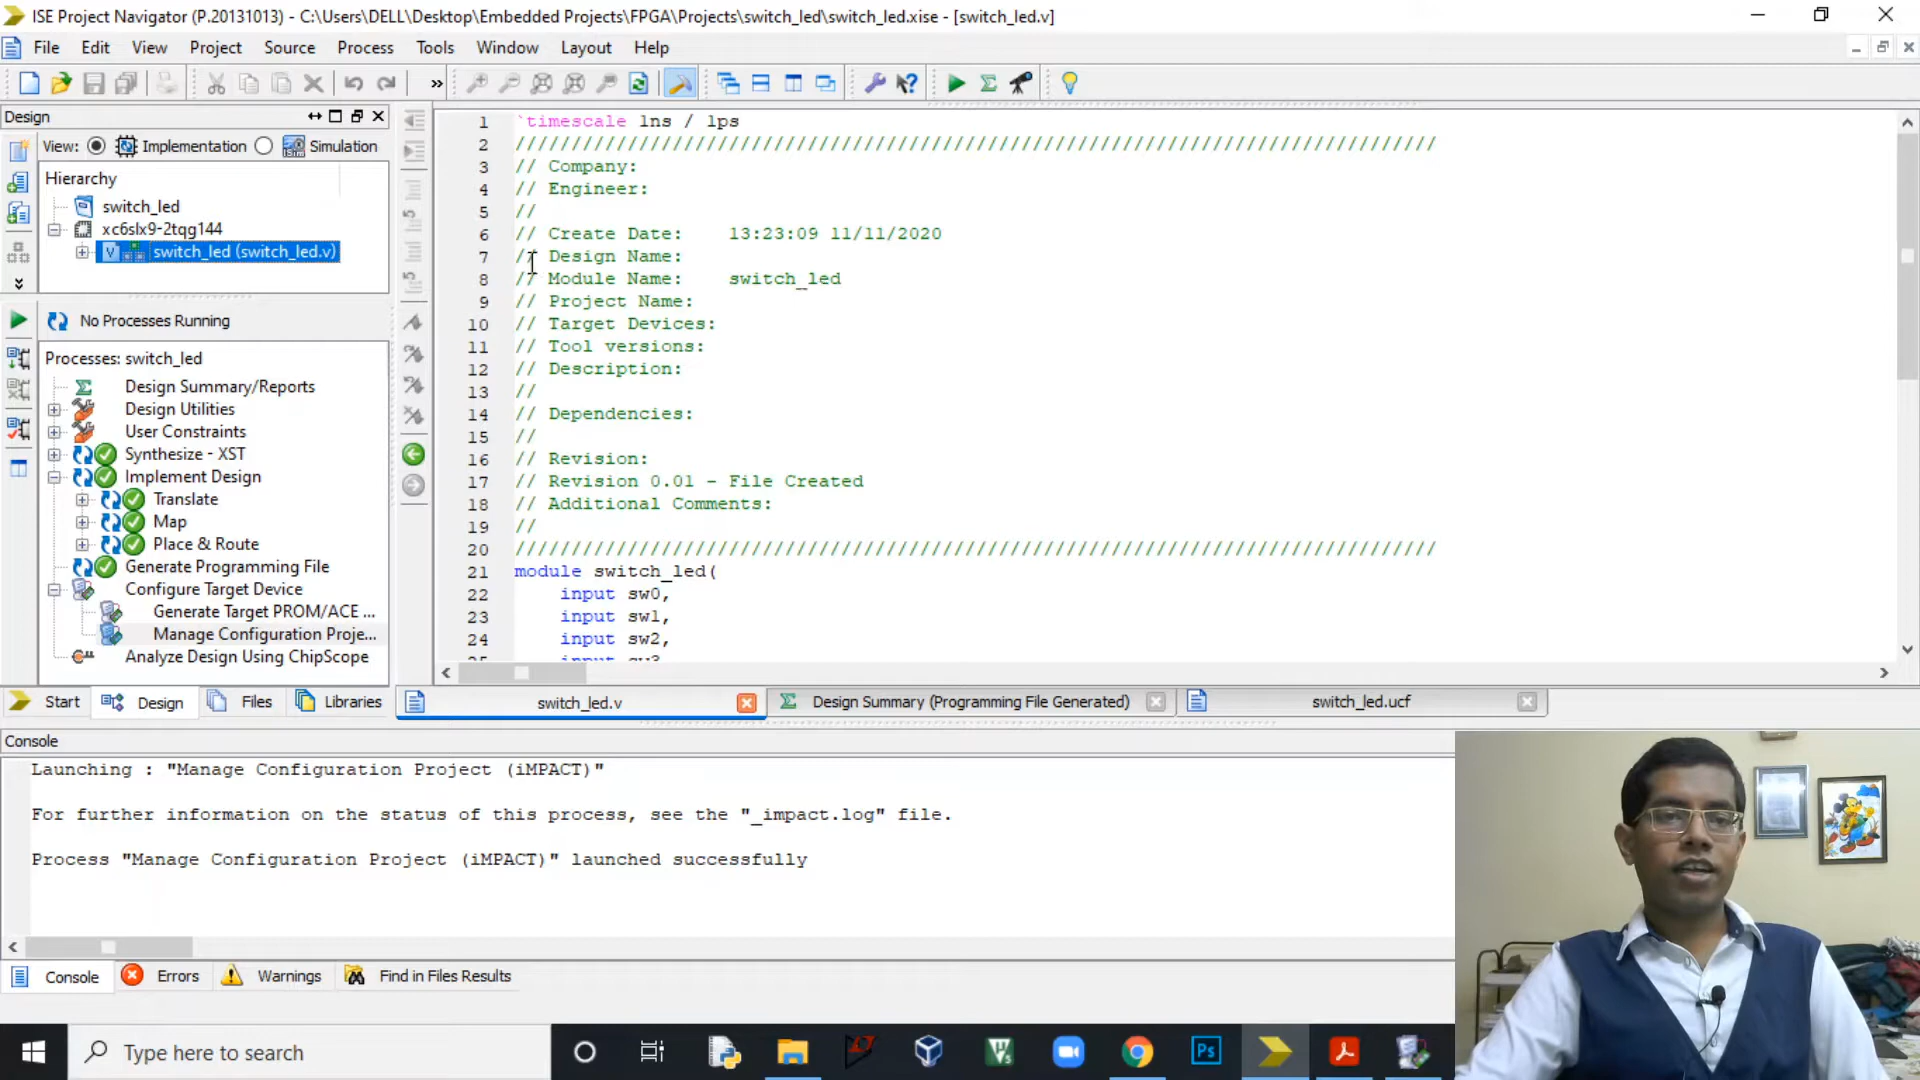 ISE Project Navigator (P.20131013) - C:\Users\DELL\Desktop\Embedded Projects\FPGA\Projects\switch_led\switch_led.xise - [switch_led.v]
File Edit View Project Source Process Tools Window Layout Help
Design
View: Implementation Simulation
Hierarchy
switch_led
xc6slx9-2tqg144
switch_led (switch_led.v)
No Processes Running
Processes: switch_led
Design Summary/Reports
Design Utilities
User Constraints
Synthesize - XST
Implement Design
Translate
Map
Place & Route
Generate Programming File
Configure Target Device
Generate Target PROM/ACE ...
Manage Configuration Proje...
Analyze Design Using ChipScope
Start Design Files Libraries
1 `timescale 1ns / 1ps
2 //////////////////////////////////////////////////////////////////////////////////
3 // Company:
4 // Engineer:
5 //
6 // Create Date: 13:23:09 11/11/2020
7 // Design Name:
8 // Module Name: switch_led
9 // Project Name:
10 // Target Devices:
11 // Tool versions:
12 // Description:
13 //
14 // Dependencies:
15 //
16 // Revision:
17 // Revision 0.01 - File Created
18 // Additional Comments:
19 //
20 //////////////////////////////////////////////////////////////////////////////////
21 module switch_led(
22 input sw0,
23 input sw1,
24 input sw2,
25 input sw3
switch_led.v Design Summary (Programming File Generated) switch_led.ucf
Console
Launching : "Manage Configuration Project (iMPACT)"
For further information on the status of this process, see the "_impact.log" file.
Process "Manage Configuration Project (iMPACT)" launched successfully
Console Errors Warnings Find in Files Results
Type here to search
Ps